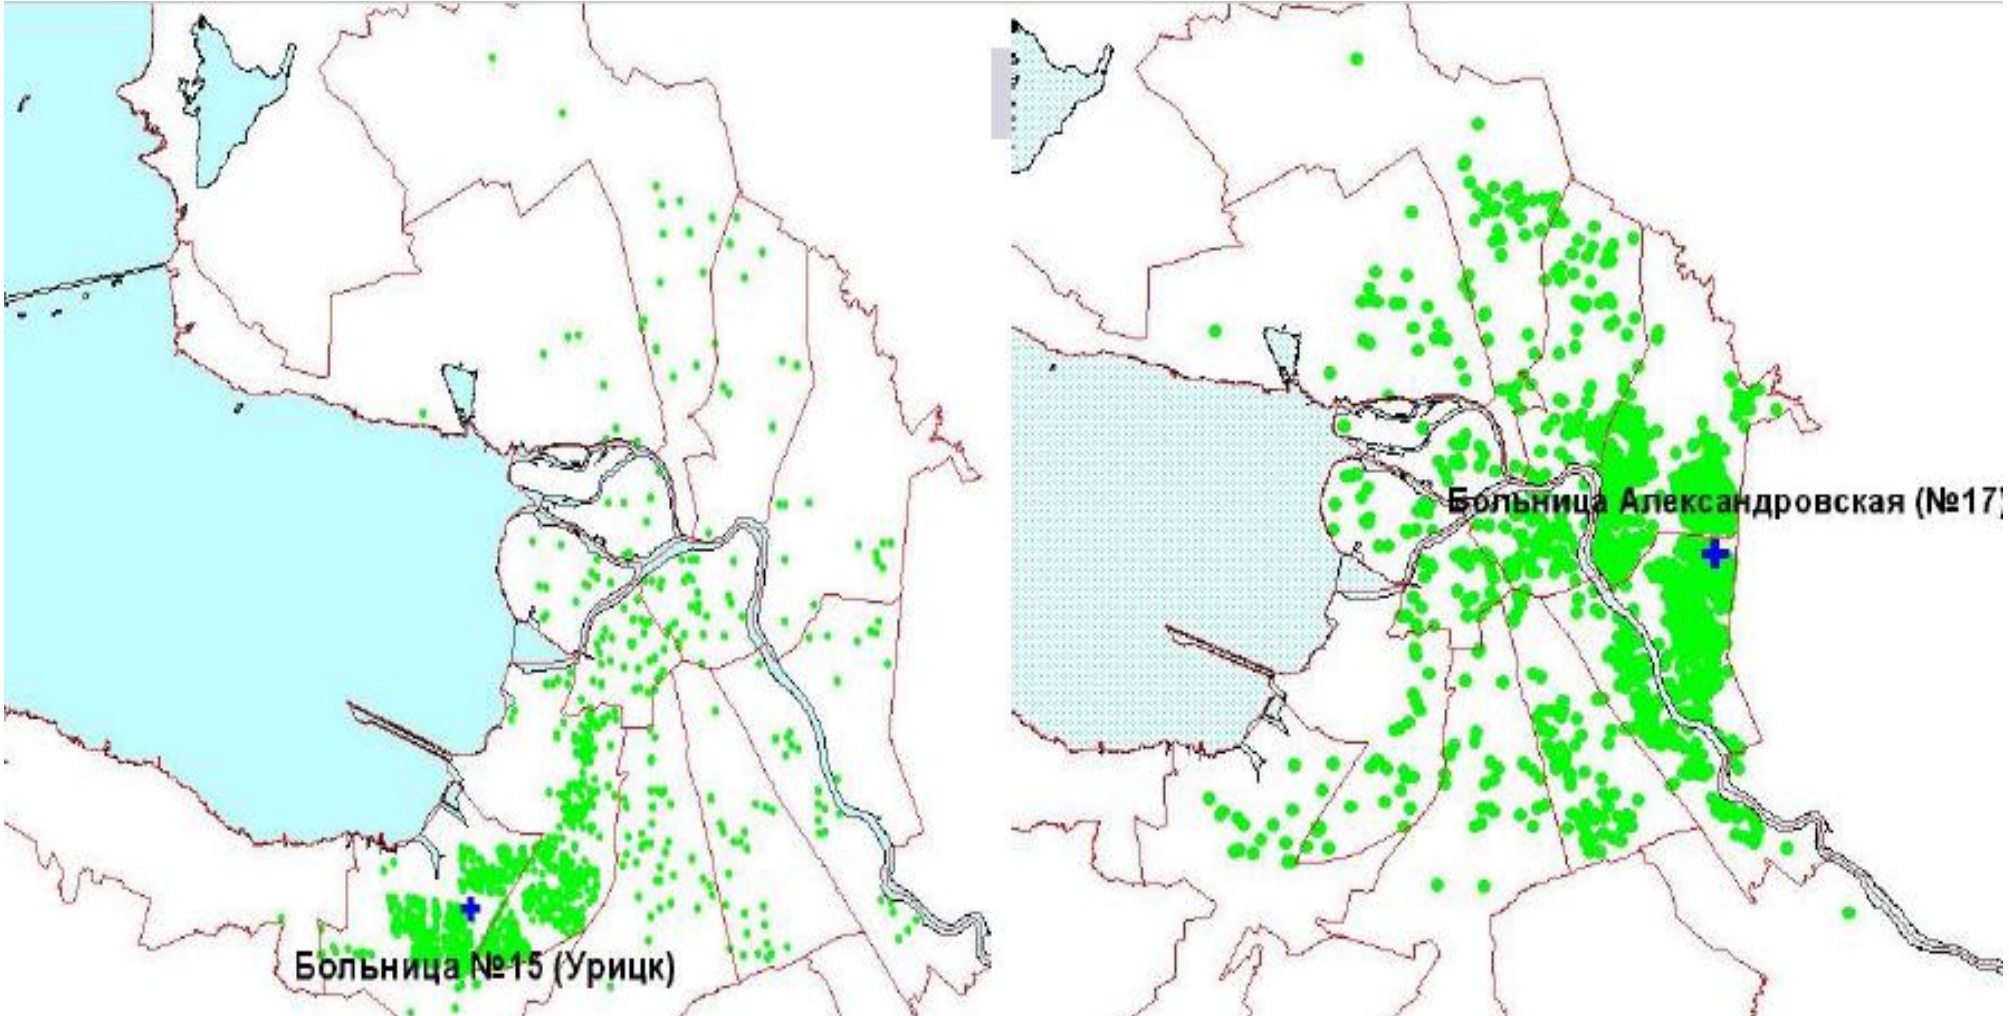 Больница №15 (Урицк)
Больница Александровская (№17)